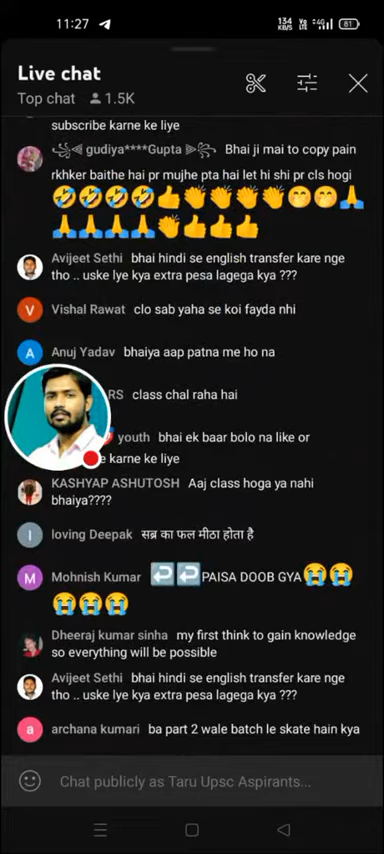 11:27
134 KB/S Vo LTE 4G 81
Live chat
Top chat 1.5K
subscribe karne ke liye
gudiya****Gupta Bhai ji mai to copy pain
rkhker baithe hai pr mujhe pta hai let hi shi pr cls hogi
🤣🤣🤣🤣👍👏👏👏👏🤭🤭🙏
🙏🙏🙏🙏👏👍👍👍
Avijeet Sethi bhai hindi se english transfer kare nge
tho .. uske lye kya extra pesa lagega kya ???
V Vishal Rawat clo sab yaha se koi fayda nhi
A Anuj Yadav bhaiya aap patna me ho na
RS class chal raha hai
youth bhai ek baar bolo na like or
e karne ke liye
KASHYAP ASHUTOSH Aaj class hoga ya nahi
bhaiya????
l loving Deepak सब्र का फल मीठा होता है
M Mohnish Kumar ↩️↩️PAISA DOOB GYA😭😭
😭😭😭
Dheeraj kumar sinha my first think to gain knowledge
so everything will be possible
Avijeet Sethi bhai hindi se english transfer kare nge
tho .. uske lye kya extra pesa lagega kya ???
a archana kumari ba part 2 wale batch le skate hain kya
Chat publicly as Taru Upsc Aspirants...